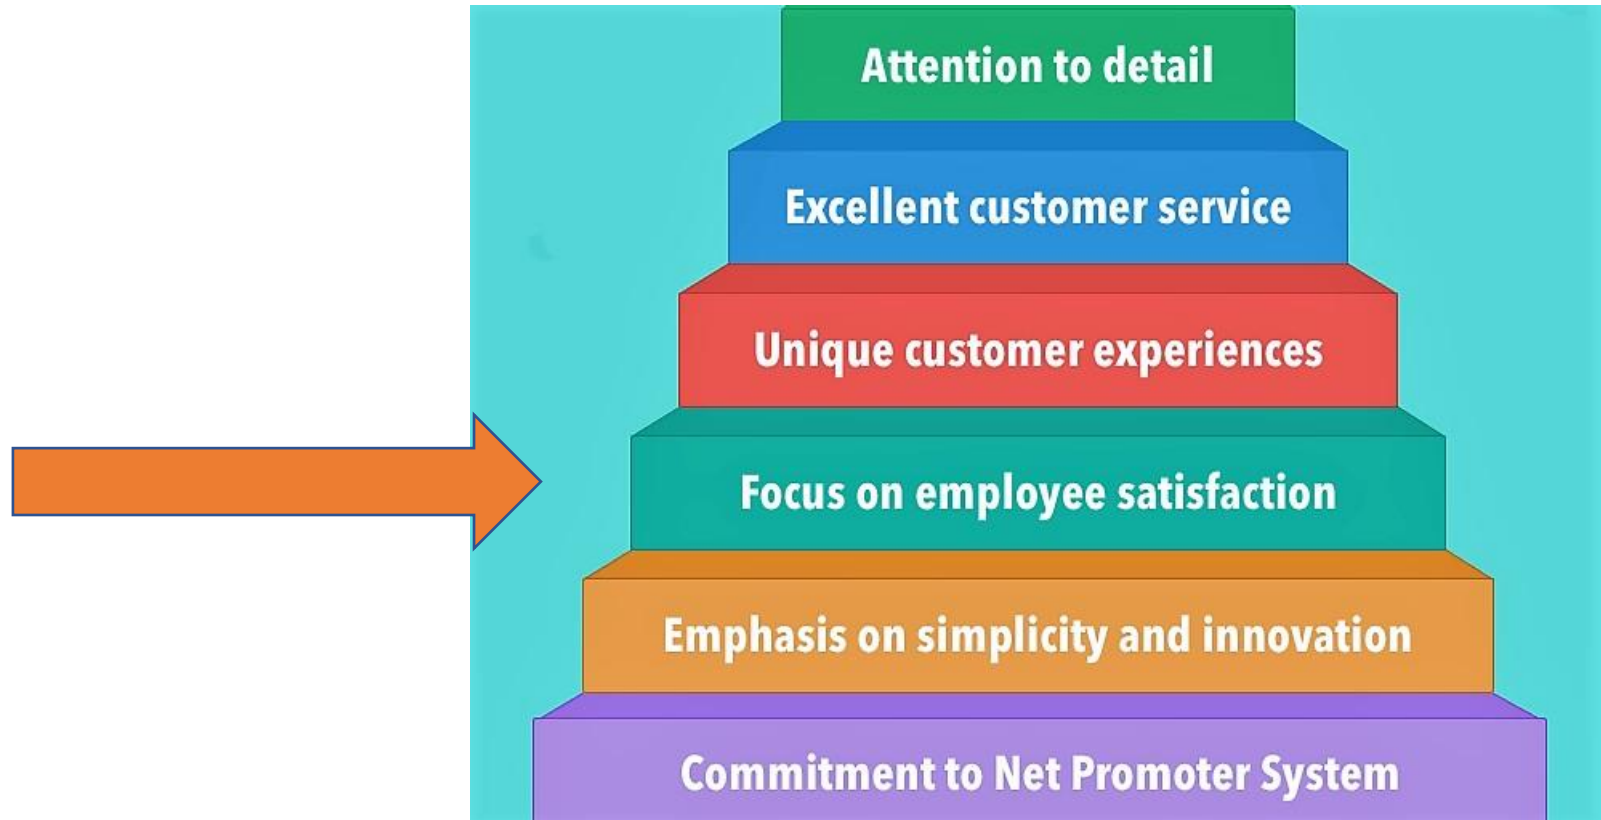 Attention to detail
Excellent customer service
Unique customer experiences
Focus on employee satisfaction
Emphasis on simplicity and innovation
Commitment to Net Promoter System